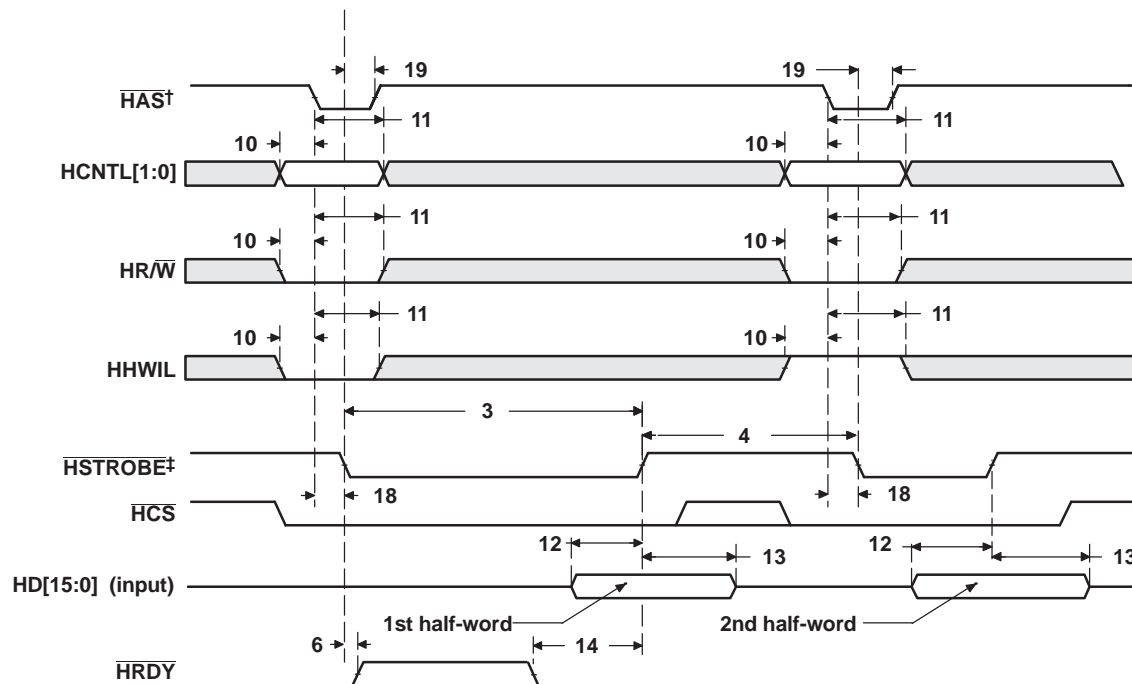 19 19
HAS†
11 11
10 10
HCNTL[1:0]
11 11
10 10
HR/W
11 11
10 10
HHWIL
3
4
HSTROBE‡
18 18
HCS
12 13 12 13
HD[15:0] (input)
1st half-word 2nd half-word
6 14
HRDY